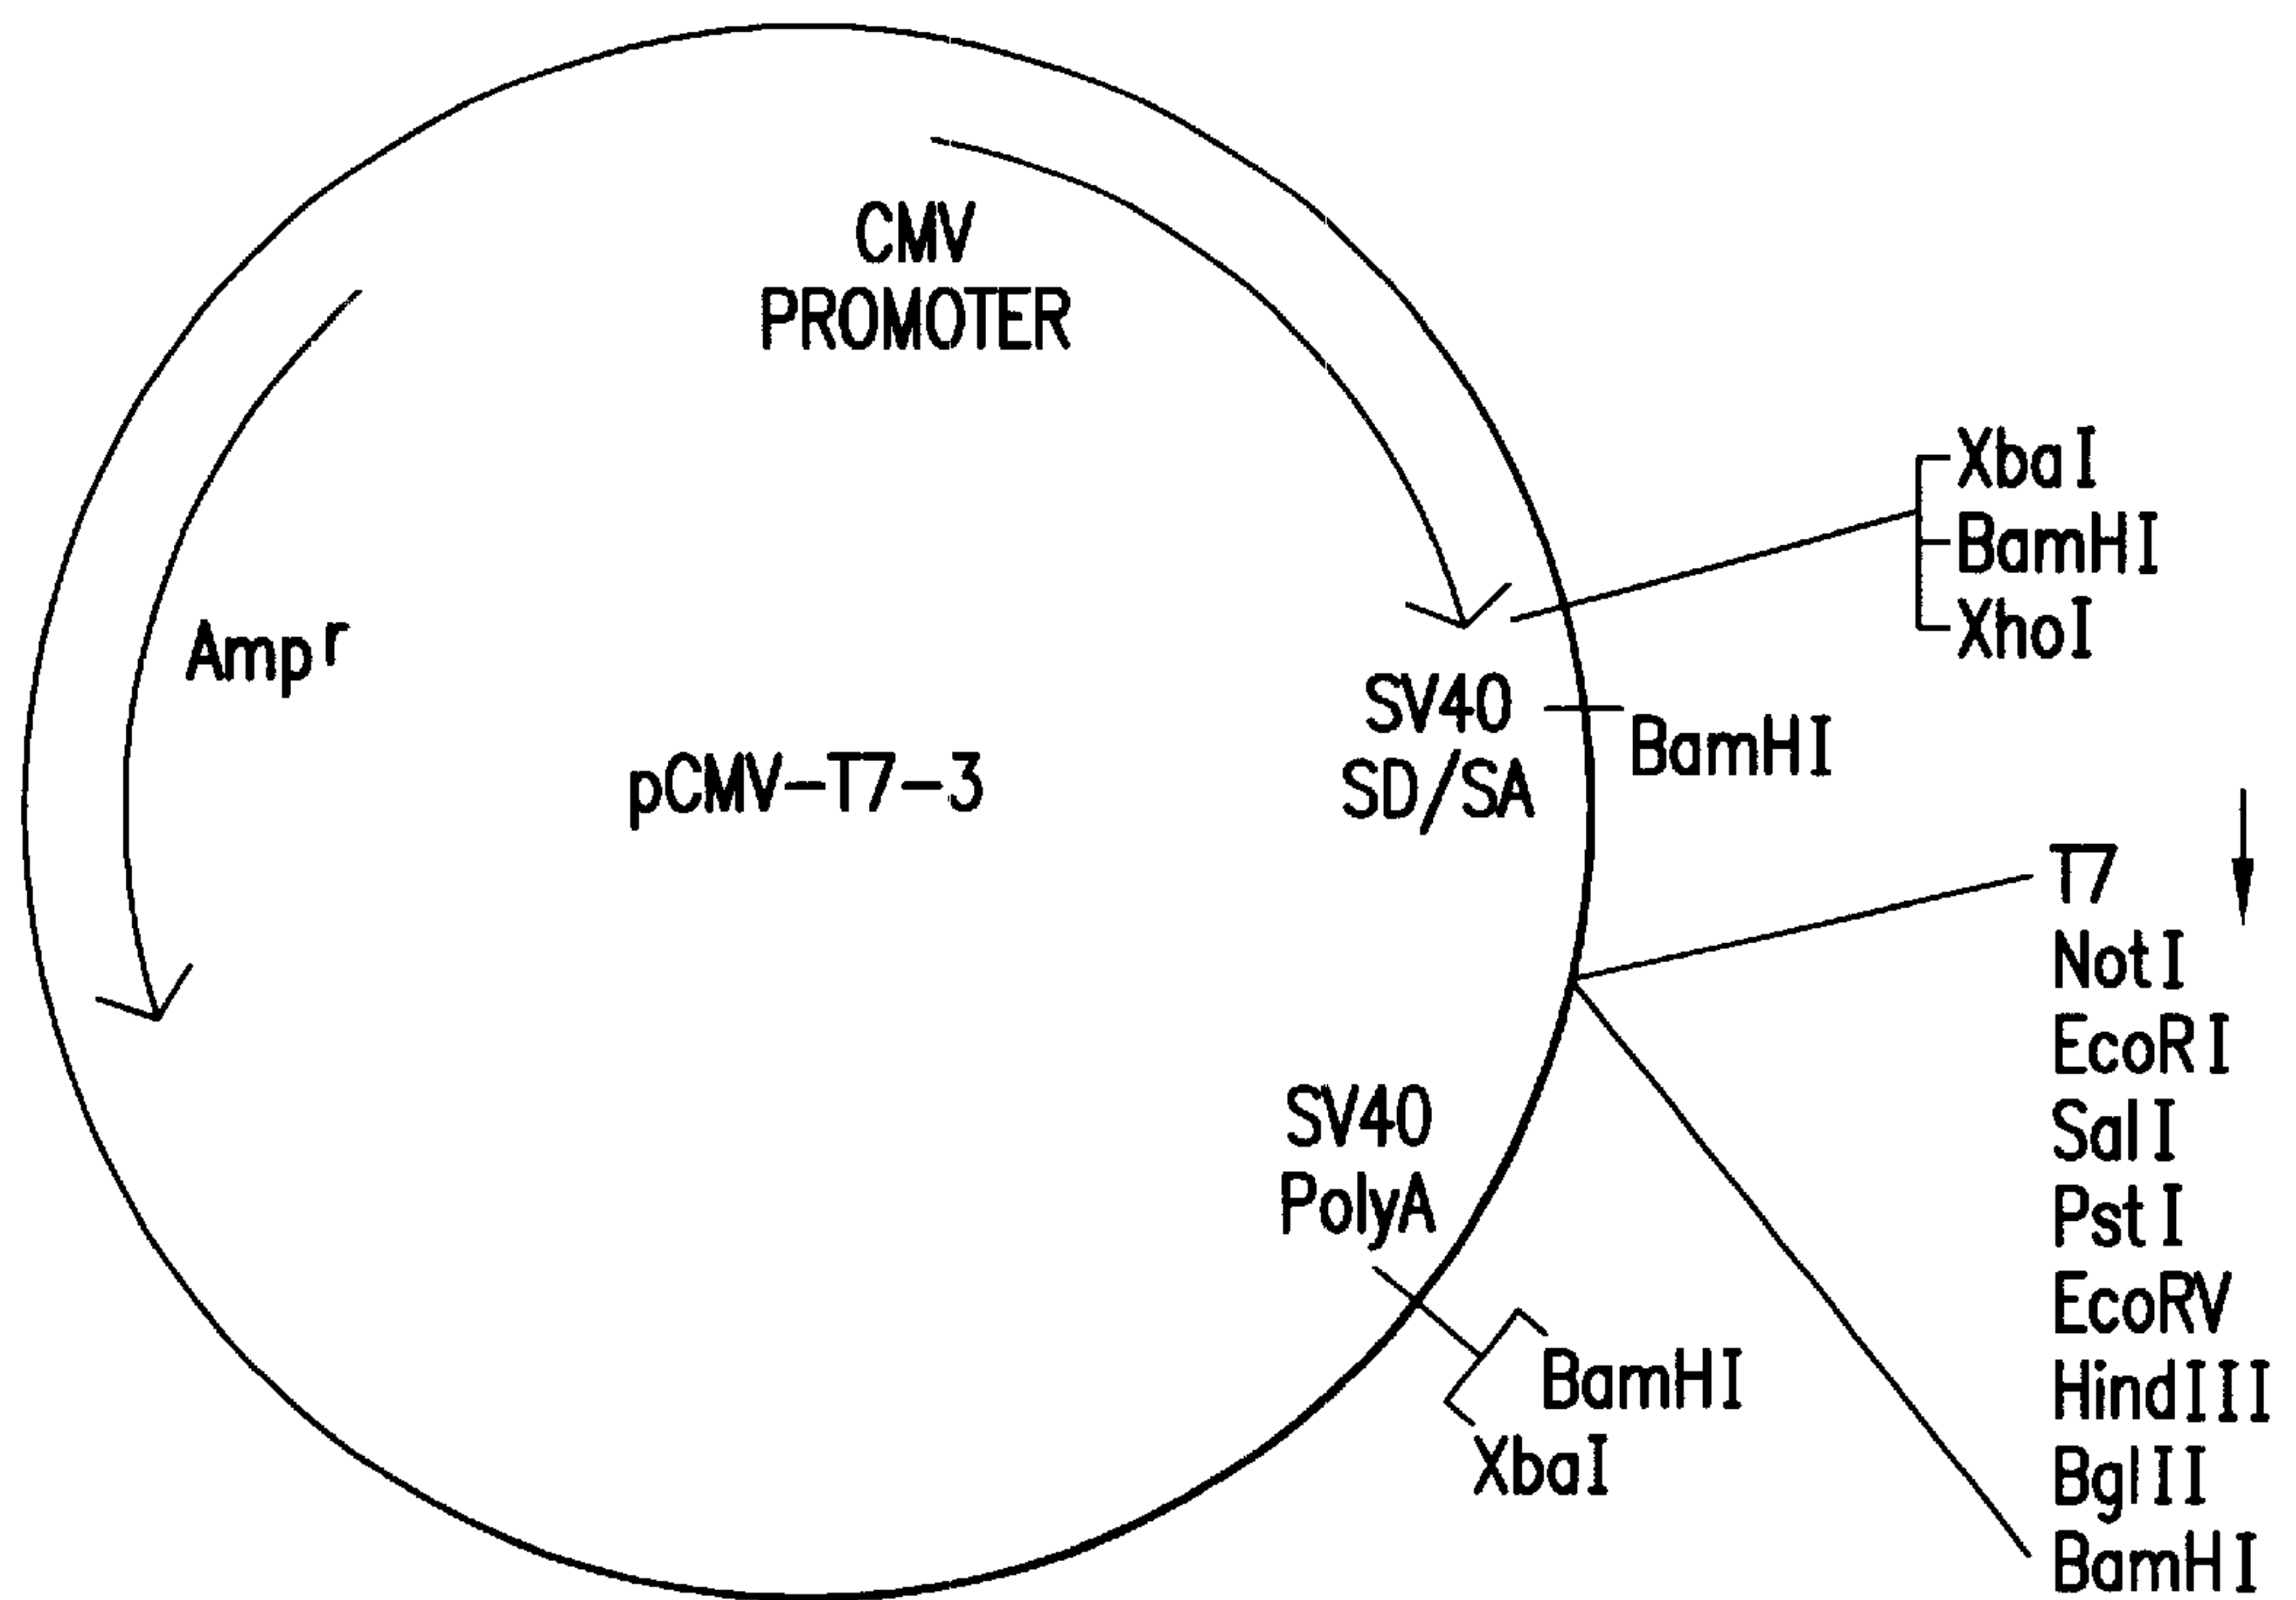 CMV
PROMOTER
XbaI
BamHI
XhoI
Ampr
SV40
SD/SA
BamHI
pCMV-T7-3
T7
NotI
EcoRI
SalI
PstI
EcoRV
HindIII
BglII
BamHI
SV40
PolyA
BamHI
XbaI